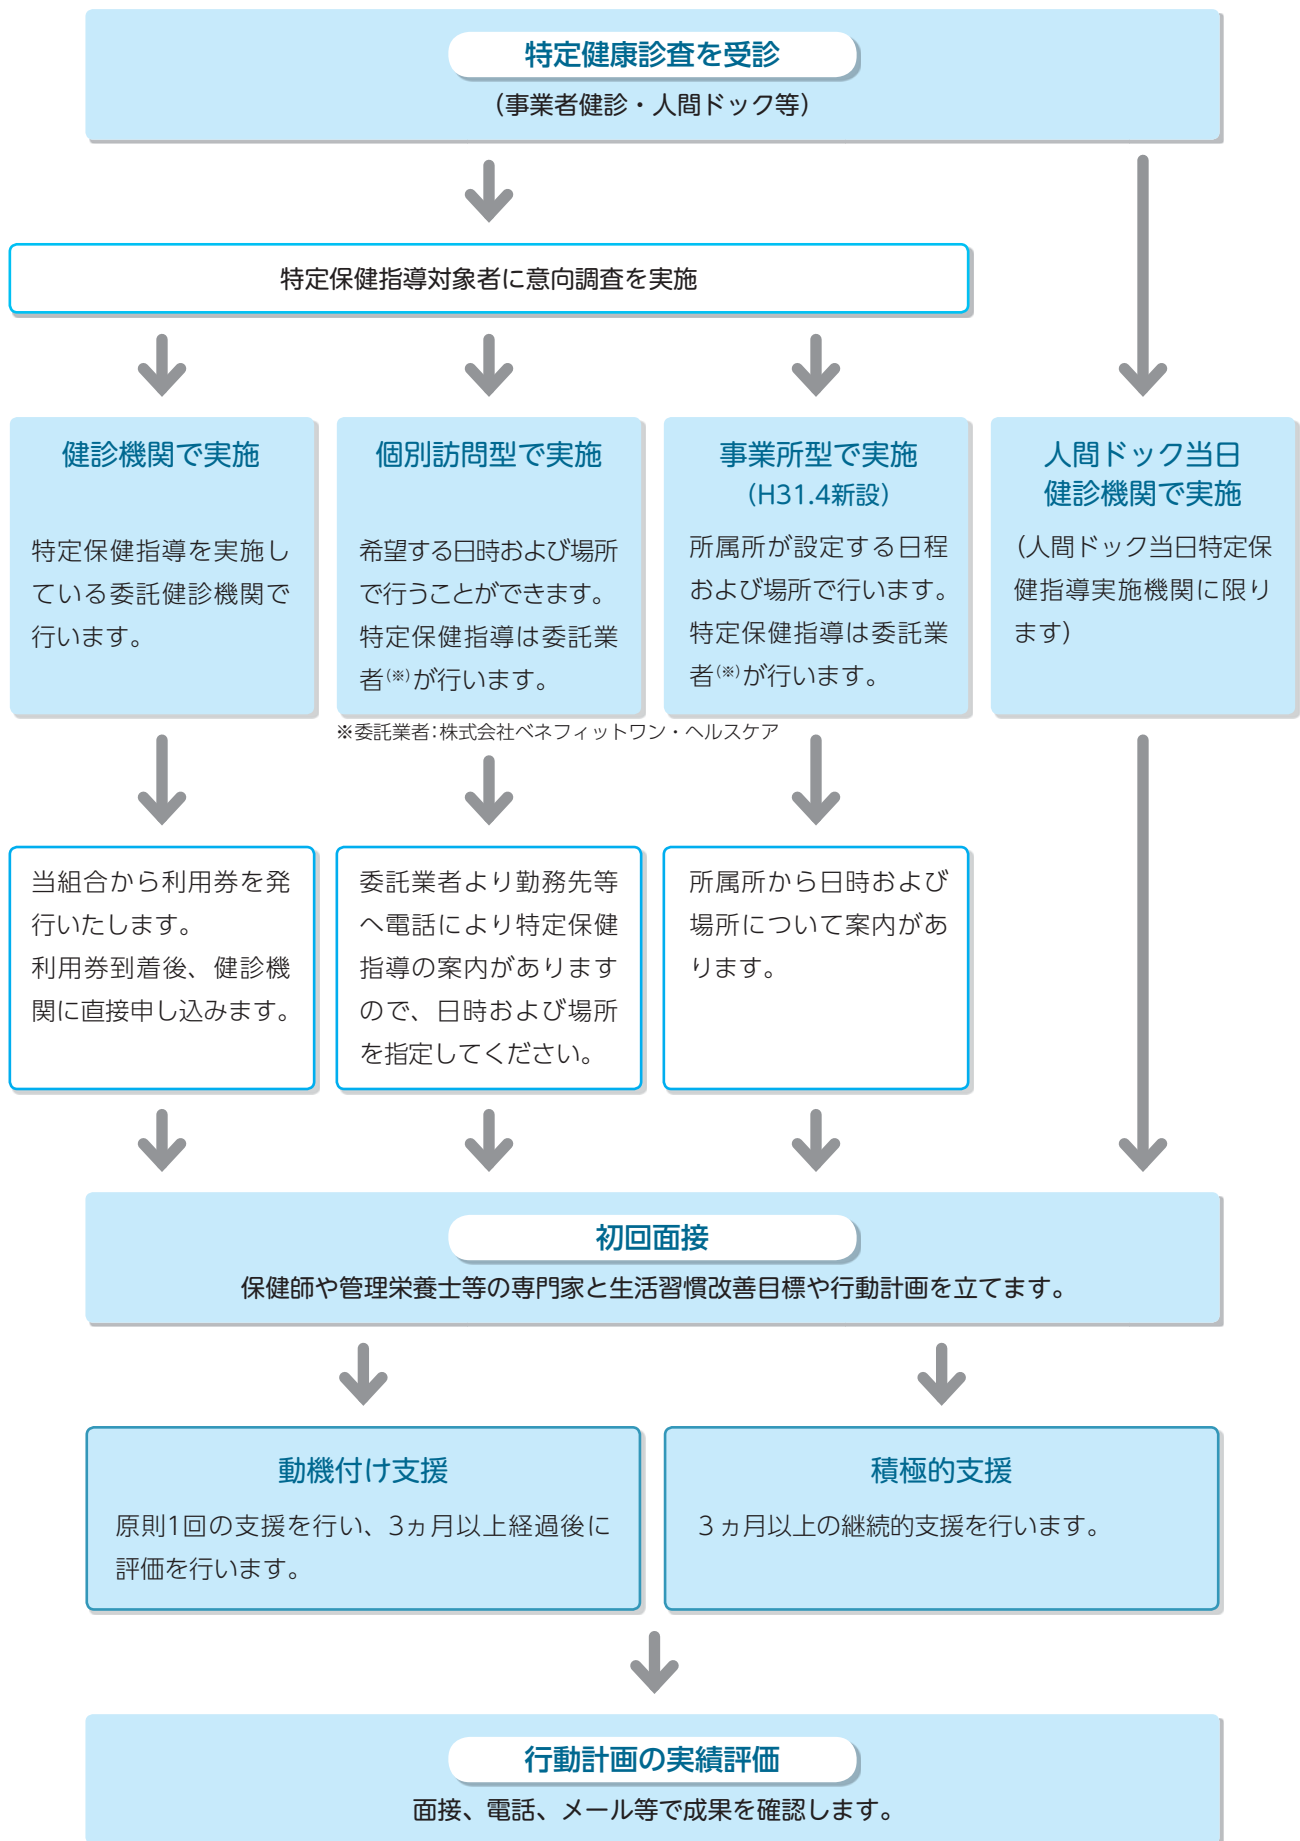 特定健康診査を受診
（事業者健診・人間ドック等）
特定保健指導対象者に意向調査を実施
健診機関で実施
特定保健指導を実施し
ている委託健診機関で
行います。
個別訪問型で実施
希望する日時および場所
で行うことができます。
特定保健指導は委託業
者(※)が行います。
事業所型で実施
（H31.4新設）
所属所が設定する日程
および場所で行います。
特定保健指導は委託業
者(※)が行います。
人間ドック当日
健診機関で実施
（人間ドック当日特定保
健指導実施機関に限り
ます）
※委託業者：株式会社ベネフィットワン・ヘルスケア
当組合から利用券を発
行いたします。
利用券到着後、健診機
関に直接申し込みます。
委託業者より勤務先等
へ電話により特定保健
指導の案内があります
ので、日時および場所
を指定してください。
所属所から日時および
場所について案内があ
ります。
初回面接
保健師や管理栄養士等の専門家と生活習慣改善目標や行動計画を立てます。
動機付け支援
原則1回の支援を行い、3ヵ月以上経過後に
評価を行います。
積極的支援
３ヵ月以上の継続的支援を行います。
行動計画の実績評価
面接、電話、メール等で成果を確認します。